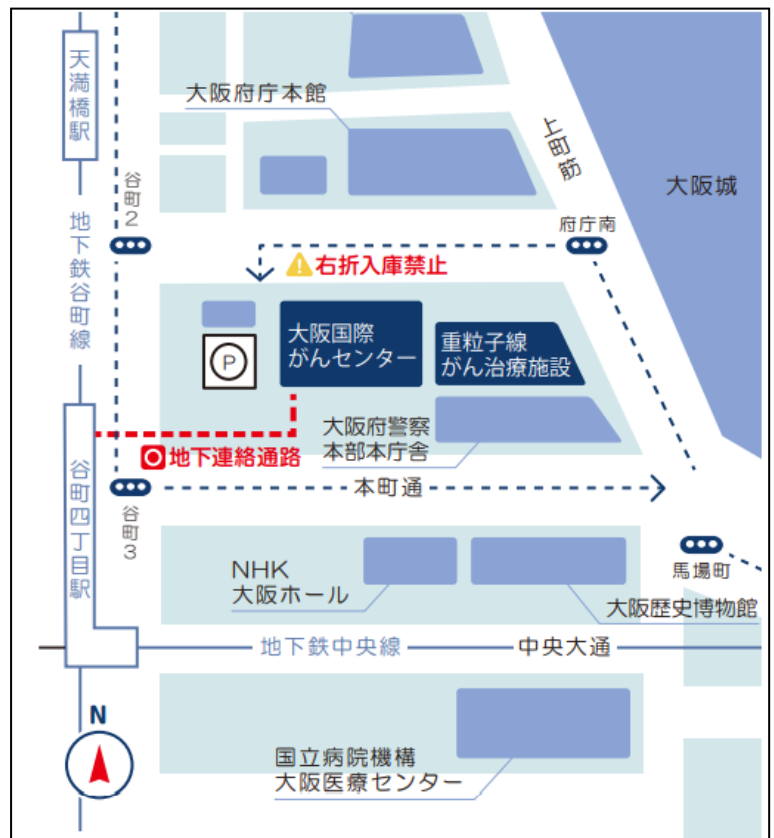 天満橋駅
大阪府庁本館
上町筋
大阪城
谷町2
府庁南
地下鉄谷町線
右折入庫禁止
大阪国際
がんセンター
重粒子線
がん治療施設
P
大阪府警察
本部本庁舎
地下連絡通路
谷町四丁目駅
本町通
谷町3
NHK
大阪ホール
馬場町
大阪歴史博物館
地下鉄中央線
中央大通
N
国立病院機構
大阪医療センター